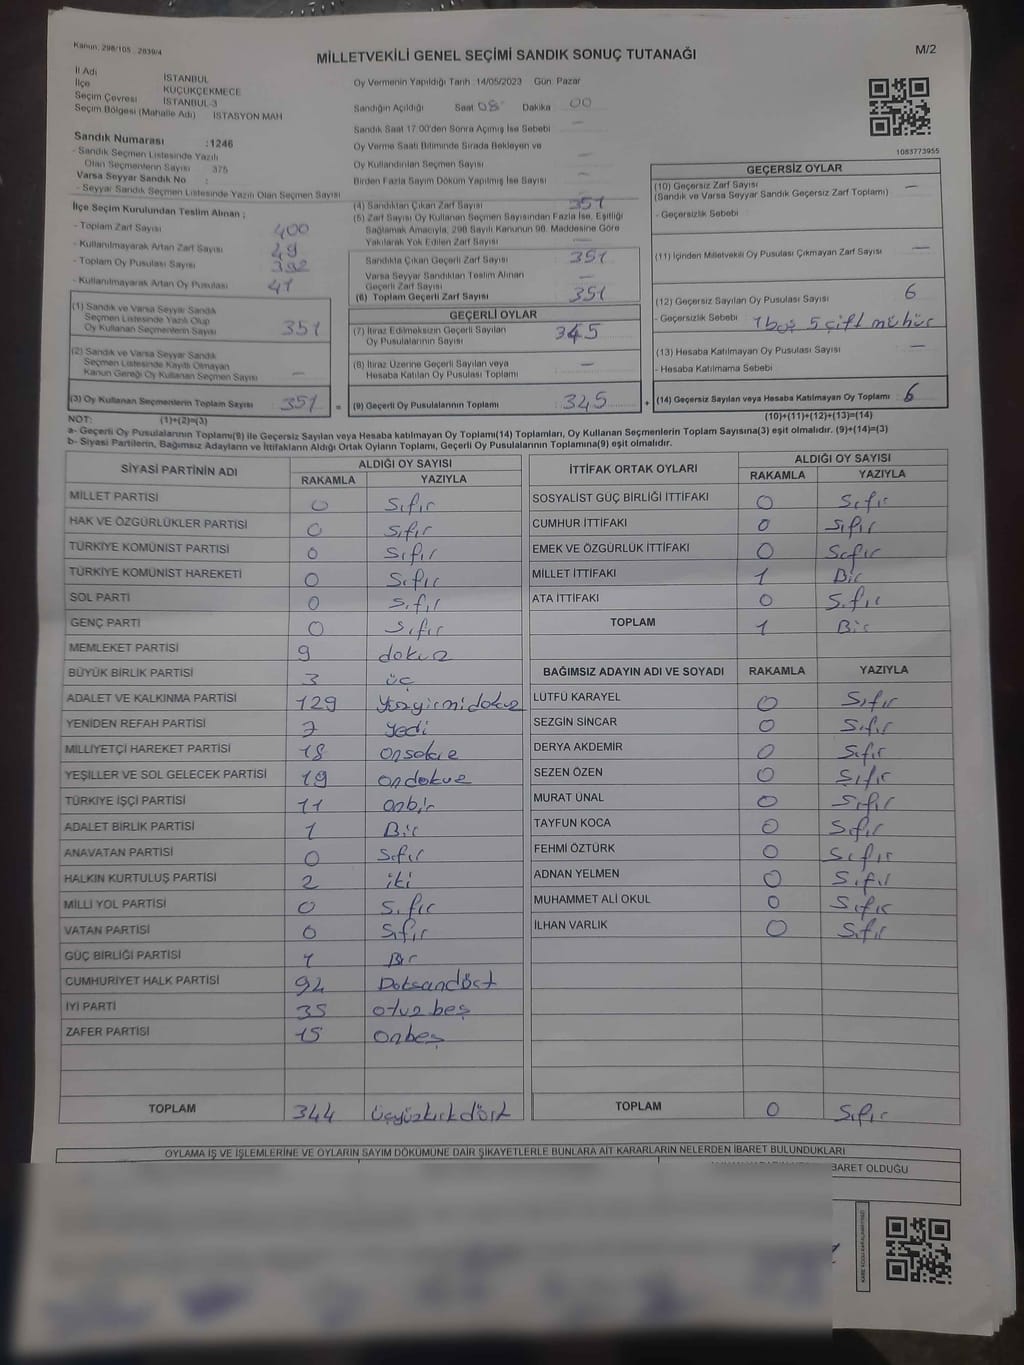 Kanun: 298/105 , 2839/4
MİLLETVEKİLİ GENEL SEÇİMİ SANDIK SONUÇ TUTANAĞI
M/2
İl Adı İSTANBUL
İlçe KÜÇÜKÇEKMECE
Seçim Çevresi İSTANBUL-3
Seçim Bölgesi (Mahalle Adı) İSTASYON MAH
Sandık Numarası :1246
- Sandık Seçmen Listesinde Yazılı
Olan Seçmenlerin Sayısı 375
Varsa Seyyar Sandık No :
- Seyyar Sandık Seçmen Listesinde Yazılı Olan Seçmen Sayısı
İlçe Seçim Kurulundan Teslim Alınan ;
- Toplam Zarf Sayısı 400
- Kullanılmayarak Artan Zarf Sayısı 49
- Toplam Oy Pusulası Sayısı 392
- Kullanılmayarak Artan Oy Pusulası 41
(1) Sandık ve Varsa Seyyar Sandık
Seçmen Listesinde Yazılı Olup
Oy Kullanan Seçmenlerin Sayısı 351
(2) Sandık ve Varsa Seyyar Sandık
Seçmen Listesinde Kayıtlı Olmayan
Kanun Gereği Oy Kullanan Seçmen Sayısı —
(3) Oy Kullanan Seçmenlerin Toplam Sayısı 351 =
Oy Vermenin Yapıldığı Tarih : 14/05/2023 Gün: Pazar
Sandığın Açıldığı Saat 08 Dakika : 00
Sandık Saat 17:00'den Sonra Açımış İse Sebebi —
Oy Verme Saati Bitiminde Sırada Bekleyen ve
Oy Kullandırılan Seçmen Sayısı —
Birden Fazla Sayım Döküm Yapılmış İse Sayısı —
(4) Sandıktan Çıkan Zarf Sayısı 351
(5) Zarf Sayısı Oy Kullanan Seçmen Sayısından Fazla İse, Eşitliği
Sağlamak Amacıyla, 298 Sayılı Kanunun 98. Maddesine Göre
Yakılarak Yok Edilen Zarf Sayısı —
Sandıkta Çıkan Geçerli Zarf Sayısı 351
Varsa Seyyar Sandıktan Teslim Alınan
Geçerli Zarf Sayısı —
(6) Toplam Geçerli Zarf Sayısı 351
GEÇERLİ OYLAR
(7) İtiraz Edilmeksizin Geçerli Sayılan
Oy Pusulalarının Sayısı 345
(8) İtiraz Üzerine Geçerli Sayılan veya
Hesaba Katılan Oy Pusulası Toplamı —
(9) Geçerli Oy Pusulalarının Toplamı 345 +
1083773955
GEÇERSİZ OYLAR
(10) Geçersiz Zarf Sayısı —
(Sandık ve Varsa Seyyar Sandık Geçersiz Zarf Toplamı)
- Geçersizlik Sebebi
(11) İçinden Milletvekili Oy Pusulası Çıkmayan Zarf Sayısı —
(12) Geçersiz Sayılan Oy Pusulası Sayısı 6
- Geçersizlik Sebebi : 1 boş 5 çift mühür
(13) Hesaba Katılmayan Oy Pusulası Sayısı —
- Hesaba Katılmama Sebebi
(14) Geçersiz Sayılan veya Hesaba Katılmayan Oy Toplamı : 6
NOT: (1)+(2)=(3) (10)+(11)+(12)+(13)=(14)
a- Geçerli Oy Pusulalarının Toplamı(9) ile Geçersiz Sayılan veya Hesaba katılmayan Oy Toplamı(14) Toplamları, Oy Kullanan Seçmenlerin Toplam Sayısına(3) eşit olmalıdır. (9)+(14)=(3)
b- Siyasi Partilerin, Bağımsız Adayların ve İttifakların Aldığı Ortak Oyların Toplamı, Geçerli Oy Pusulalarının Toplamına(9) eşit olmalıdır.
SİYASİ PARTİNİN ADI ALDIĞI OY SAYISI
RAKAMLA YAZIYLA
MİLLET PARTİSİ 0 Sıfır
HAK VE ÖZGÜRLÜKLER PARTİSİ 0 Sıfır
TÜRKİYE KOMÜNİST PARTİSİ 0 Sıfır
TÜRKİYE KOMÜNİST HAREKETİ 0 Sıfır
SOL PARTİ 0 Sıfır
GENÇ PARTİ 0 Sıfır
MEMLEKET PARTİSİ 9 dokuz
BÜYÜK BİRLİK PARTİSİ 3 üç
ADALET VE KALKINMA PARTİSİ 129 Yüzyirmidokuz
YENİDEN REFAH PARTİSİ 7 Yedi
MİLLİYETÇİ HAREKET PARTİSİ 18 Onsekiz
YEŞİLLER VE SOL GELECEK PARTİSİ 19 Ondokuz
TÜRKİYE İŞÇİ PARTİSİ 11 Onbir
ADALET BİRLİK PARTİSİ 1 Bir
ANAVATAN PARTİSİ 0 Sıfır
HALKIN KURTULUŞ PARTİSİ 2 iki
MİLLİ YOL PARTİSİ 0 Sıfır
VATAN PARTİSİ 0 Sıfır
GÜÇ BİRLİĞİ PARTİSİ 1 Bir
CUMHURİYET HALK PARTİSİ 94 Doksandört
İYİ PARTİ 35 otuzbeş
ZAFER PARTİSİ 15 Onbeş
TOPLAM 344 üçyüzkırkdört
İTTİFAK ORTAK OYLARI ALDIĞI OY SAYISI
RAKAMLA YAZIYLA
SOSYALİST GÜÇ BİRLİĞİ İTTİFAKI 0 Sıfır
CUMHUR İTTİFAKI 0 Sıfır
EMEK VE ÖZGÜRLÜK İTTİFAKI 0 Sıfır
MİLLET İTTİFAKI 1 Bir
ATA İTTİFAKI 0 Sıfır
TOPLAM 1 Bir
BAĞIMSIZ ADAYIN ADI VE SOYADI RAKAMLA YAZIYLA
LÜTFÜ KARAYEL 0 Sıfır
SEZGİN SİNCAR 0 Sıfır
DERYA AKDEMİR 0 Sıfır
SEZEN ÖZEN 0 Sıfır
MURAT ÜNAL 0 Sıfır
TAYFUN KOCA 0 Sıfır
FEHMİ ÖZTÜRK 0 Sıfır
ADNAN YELMEN 0 Sıfır
MUHAMMET ALİ OKUL 0 Sıfır
İLHAN VARLIK 0 Sıfır
TOPLAM 0 Sıfır
OYLAMA İŞ VE İŞLEMLERİNE VE OYLARIN SAYIM DÖKÜMÜNE DAİR ŞİKAYETLERLE BUNLARA AİT KARARLARIN NELERDEN İBARET BULUNDUKLARI
BARET OLDUĞU